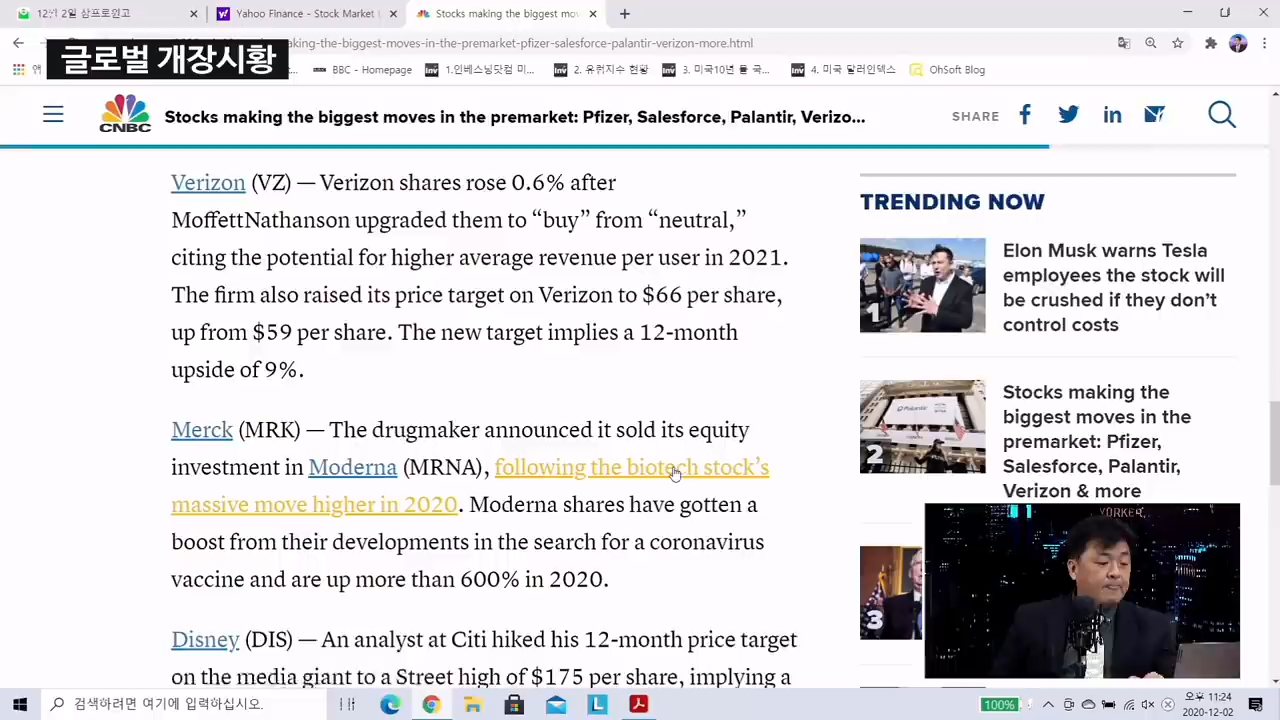 12월 2일 삼프로원고
Yahoo Finance - Stock Market
Stocks making the biggest mov
글로벌 개장시황
aking-the-biggest-moves-in-the-premarket-pfizer-salesforce-palantir-verizon-more.html
BBC - Homepage
1.인베스닝닷컴 미...
2. 유럽지수 현황
3. 미국10년 물 국...
4. 미국 달러인덱스
OhSoft Blog
CNBC
Stocks making the biggest moves in the premarket: Pfizer, Salesforce, Palantir, Verizo...
SHARE
Verizon (VZ) — Verizon shares rose 0.6% after
MoffettNathanson upgraded them to “buy” from “neutral,”
citing the potential for higher average revenue per user in 2021.
The firm also raised its price target on Verizon to $66 per share,
up from $59 per share. The new target implies a 12-month
upside of 9%.
Merck (MRK) — The drugmaker announced it sold its equity
investment in Moderna (MRNA), following the biotech stock’s
massive move higher in 2020. Moderna shares have gotten a
boost from their developments in the search for a coronavirus
vaccine and are up more than 600% in 2020.
Disney (DIS) — An analyst at Citi hiked his 12-month price target
on the media giant to a Street high of $175 per share, implying a
TRENDING NOW
1
Elon Musk warns Tesla
employees the stock will
be crushed if they don’t
control costs
Palantir
2
Stocks making the
biggest moves in the
premarket: Pfizer,
Salesforce, Palantir,
Verizon & more
3
YORKER
검색하려면 여기에 입력하십시오.
100%
오후 11:24
2020-12-02